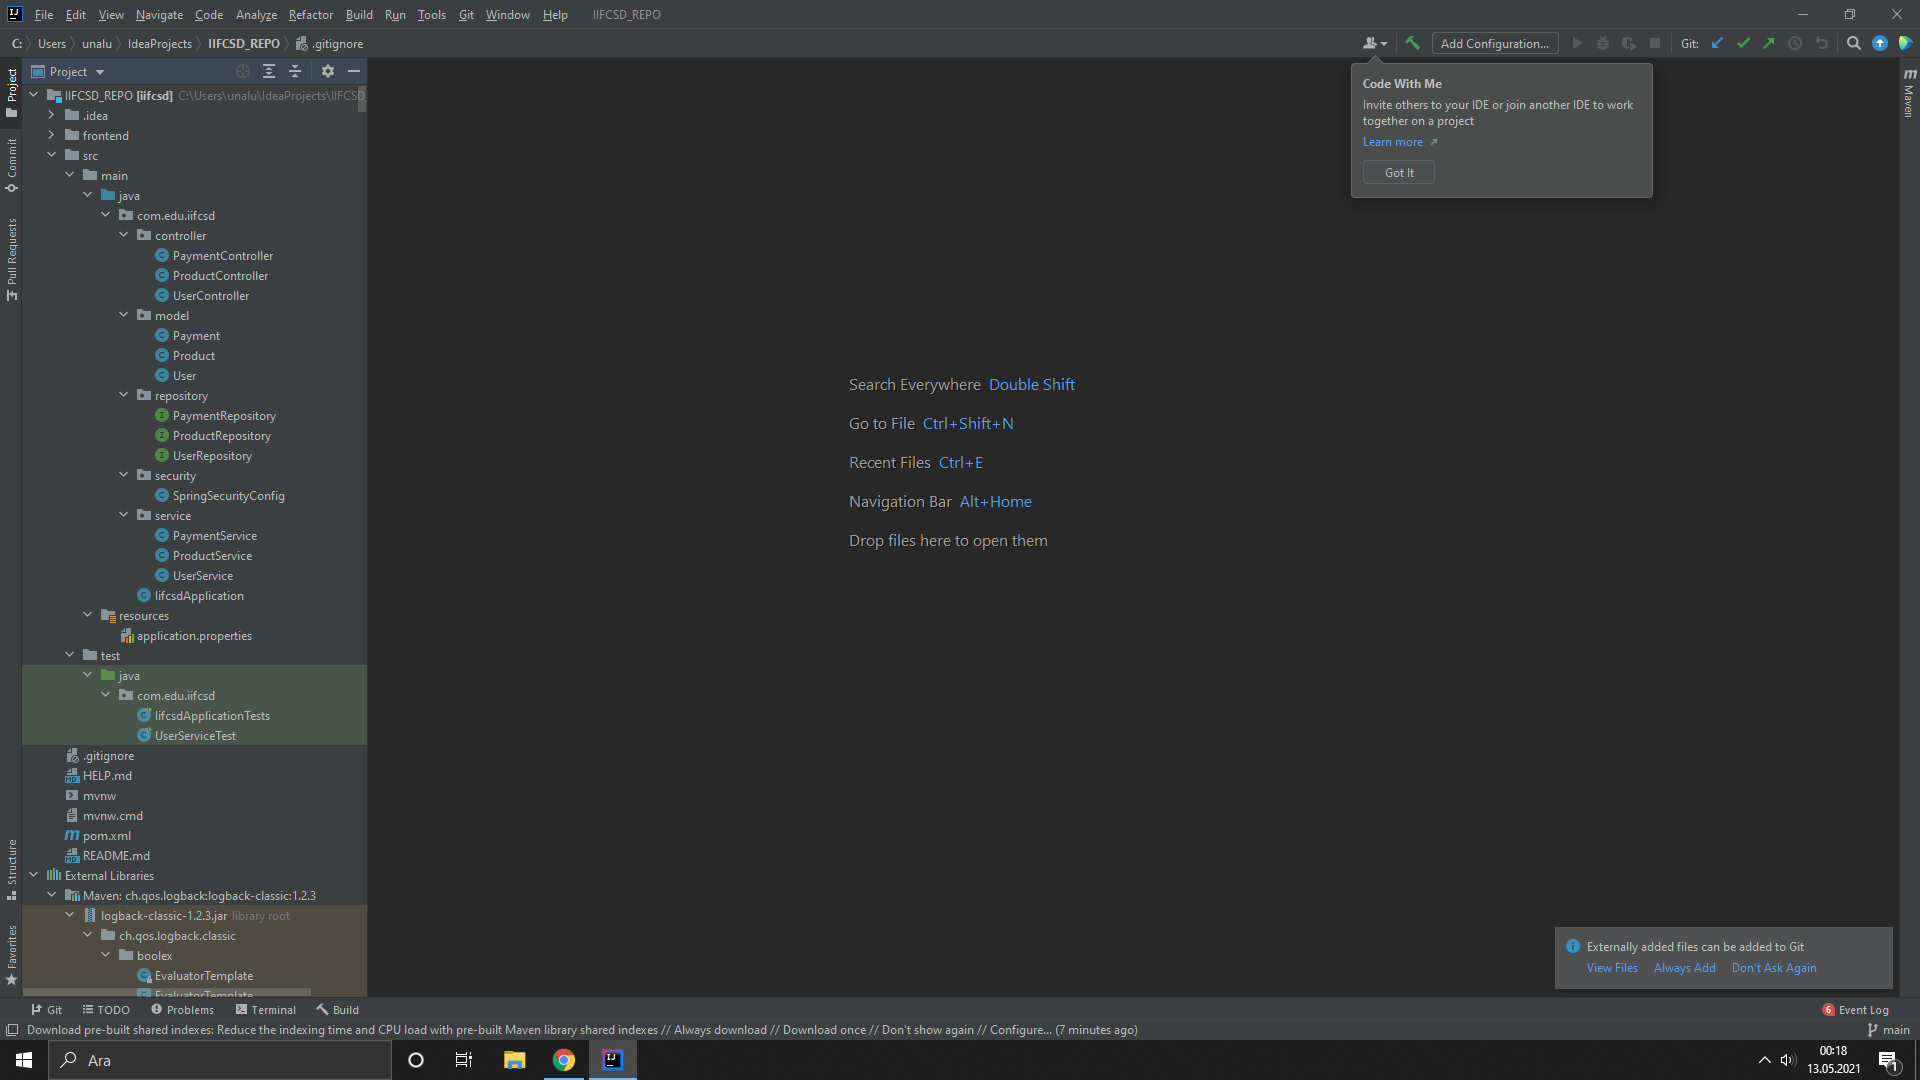 File Edit View Navigate Code Analyze Refactor Build Run Tools Git Window Help IIFCSD_REPO
C: Users unalu IdeaProjects IIFCSD_REPO .gitignore
Add Configuration... Git:
Project
Code With Me
Invite others to your IDE or join another IDE to work
together on a project
Learn more
Got It
Project
Commit
Pull Requests
Structure
Favorites
Maven
IIFCSD_REPO [iifcsd] C:\Users\unalu\IdeaProjects\IIFCSD_
.idea
frontend
src
main
java
com.edu.iifcsd
controller
PaymentController
ProductController
UserController
model
Payment
Product
User
repository
PaymentRepository
ProductRepository
UserRepository
security
SpringSecurityConfig
service
PaymentService
ProductService
UserService
IifcsdApplication
resources
application.properties
test
java
com.edu.iifcsd
IifcsdApplicationTests
UserServiceTest
.gitignore
HELP.md
mvnw
mvnw.cmd
pom.xml
README.md
External Libraries
Maven: ch.qos.logback:logback-classic:1.2.3
logback-classic-1.2.3.jar library root
ch.qos.logback.classic
boolex
EvaluatorTemplate
EvaluatorTemplate
Search Everywhere Double Shift
Go to File Ctrl+Shift+N
Recent Files Ctrl+E
Navigation Bar Alt+Home
Drop files here to open them
Externally added files can be added to Git
View Files Always Add Don't Ask Again
Git TODO Problems Terminal Build
6 Event Log
Download pre-built shared indexes: Reduce the indexing time and CPU load with pre-built Maven library shared indexes // Always download // Download once // Don't show again // Configure... (7 minutes ago)
main
Ara
00:18
13.05.2021
1